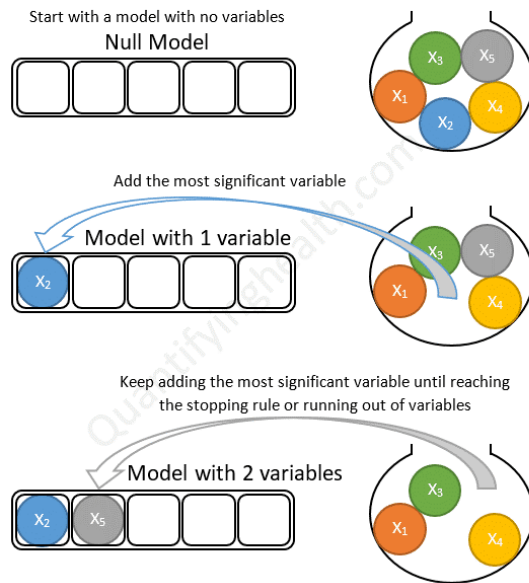 Start with a model with no variables
Null Model
X₃
X₅
X₁
X₄
X₂
Add the most significant variable
Model with 1 variable
X₂
X₃
X₅
X₁
X₄
Keep adding the most significant variable until reaching
the stopping rule or running out of variables
Model with 2 variables
X₂
X₅
X₃
X₁
X₄
Quantifyinghealth.com